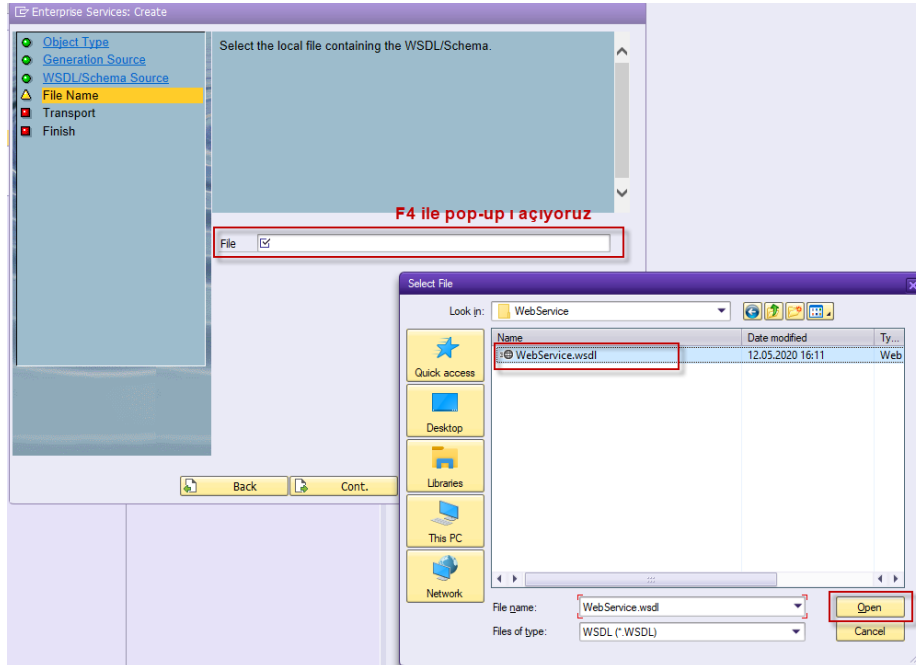 Enterprise Services: Create
Object Type
Generation Source
WSDL/Schema Source
File Name
Transport
Finish
Select the local file containing the WSDL/Schema.
F4 ile pop-up ı açıyoruz
File
Back
Cont.
Select File
Look in:
WebService
Name
Date modified
Ty...
WebService.wsdl
12.05.2020 16:11
Web
Quick access
Desktop
Libraries
This PC
Network
File name:
WebService.wsdl
Open
Files of type:
WSDL (*.WSDL)
Cancel